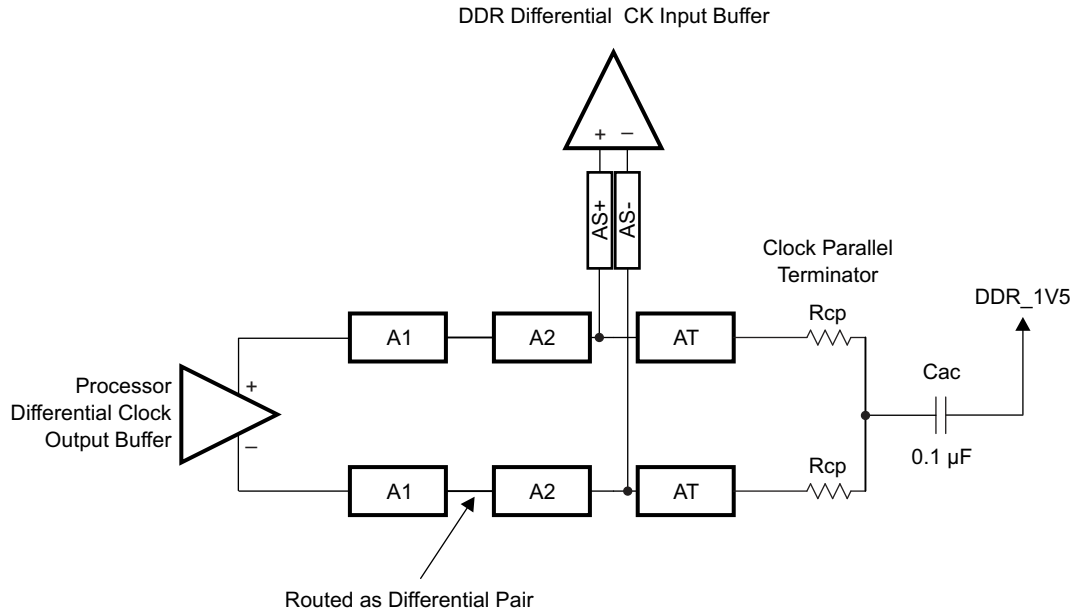 DDR Differential CK Input Buffer
+ −
AS+
AS-
Clock Parallel
Terminator
DDR_1V5
A1
A2
AT
Rcp
Processor
Differential Clock
Output Buffer
+
−
Cac
0.1 µF
Rcp
A1
A2
AT
Routed as Differential Pair